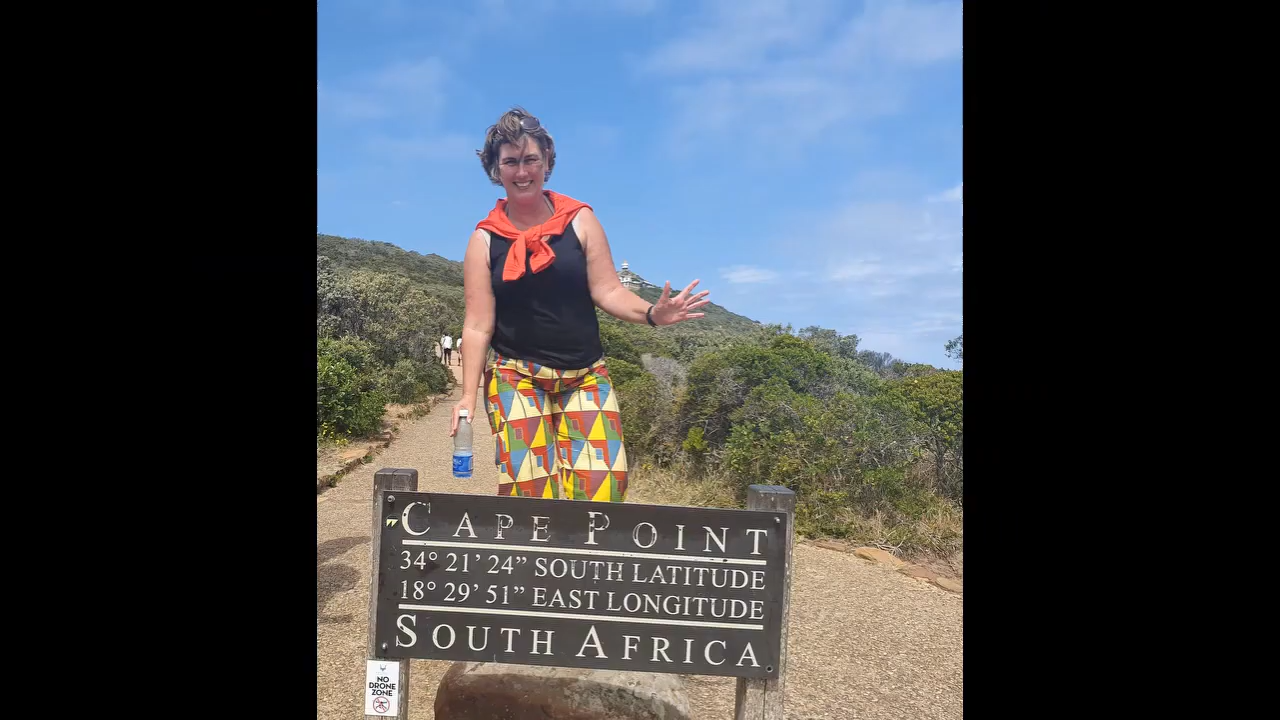 CAPE POINT
34° 21' 24" SOUTH LATITUDE
18° 29' 51" EAST LONGITUDE
SOUTH AFRICA
NO
DRONE
ZONE